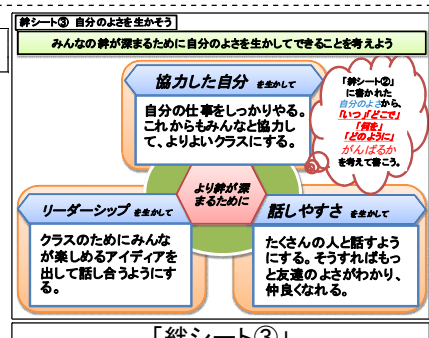 絆シート③ 自分のよさを生かそう
みんなの絆が深まるために自分のよさを生かしてできることを考えよう
協力した自分 を生かして
自分の仕事をしっかりやる。
これからもみんなと協力し
て、よりよいクラスにする。
「絆シート②」
に書かれた
自分のよさから、
「いつ」「どこで」
「何を」
「どのように」
がんばるか
を考えて書こう。
より絆が深
まるために
リーダーシップ を生かして
クラスのためにみんな
が楽しめるアイディアを
出して話し合うようにす
る。
話しやすさ を生かして
たくさんの人と話すよう
にする。そうすればもっ
と友達のよさがわかり、
仲良くなれる。
「絆シート③」